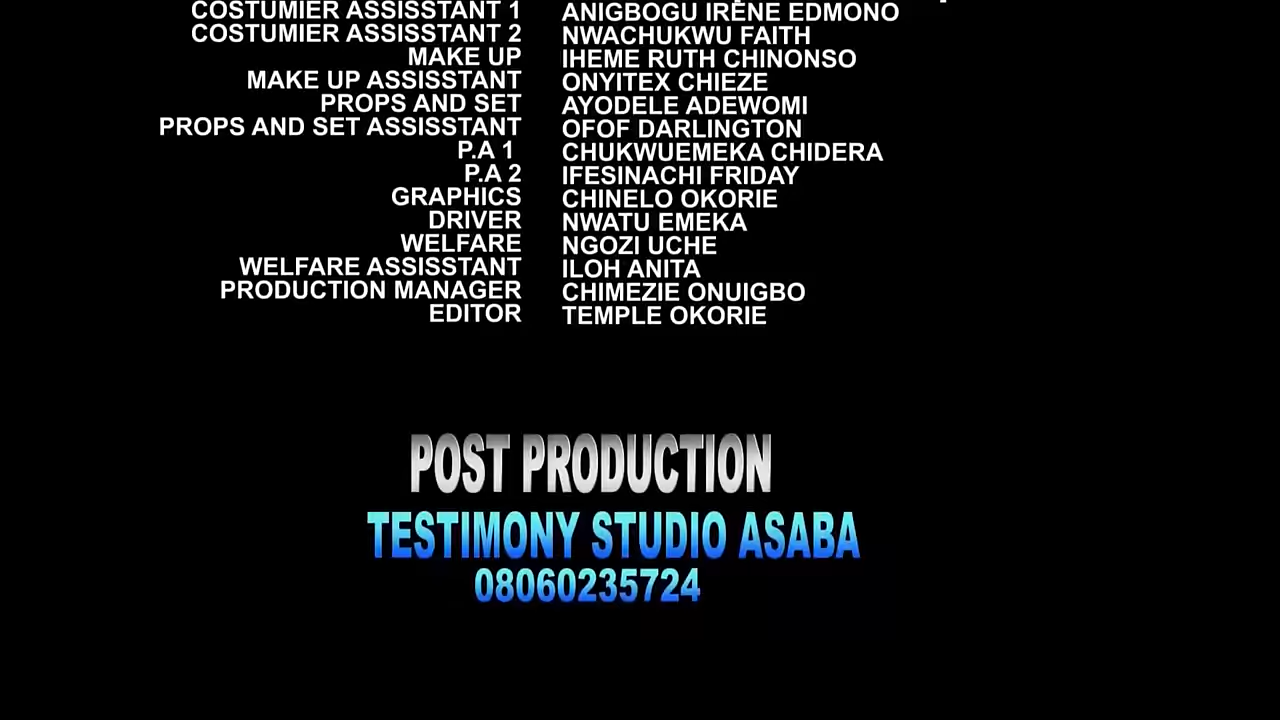 COSTUMIER ASSISSTANT 1 ANIGBOGU IRENE EDMONO
COSTUMIER ASSISSTANT 2 NWACHUKWU FAITH
MAKE UP IHEME RUTH CHINONSO
MAKE UP ASSISSTANT ONYITEX CHIEZE
PROPS AND SET AYODELE ADEWOMI
PROPS AND SET ASSISSTANT OFOF DARLINGTON
P.A 1 CHUKWUEMEKA CHIDERA
P.A 2 IFESINACHI FRIDAY
GRAPHICS CHINELO OKORIE
DRIVER NWATU EMEKA
WELFARE NGOZI UCHE
WELFARE ASSISSTANT ILOH ANITA
PRODUCTION MANAGER CHIMEZIE ONUIGBO
EDITOR TEMPLE OKORIE
POST PRODUCTION
TESTIMONY STUDIO ASABA
08060235724